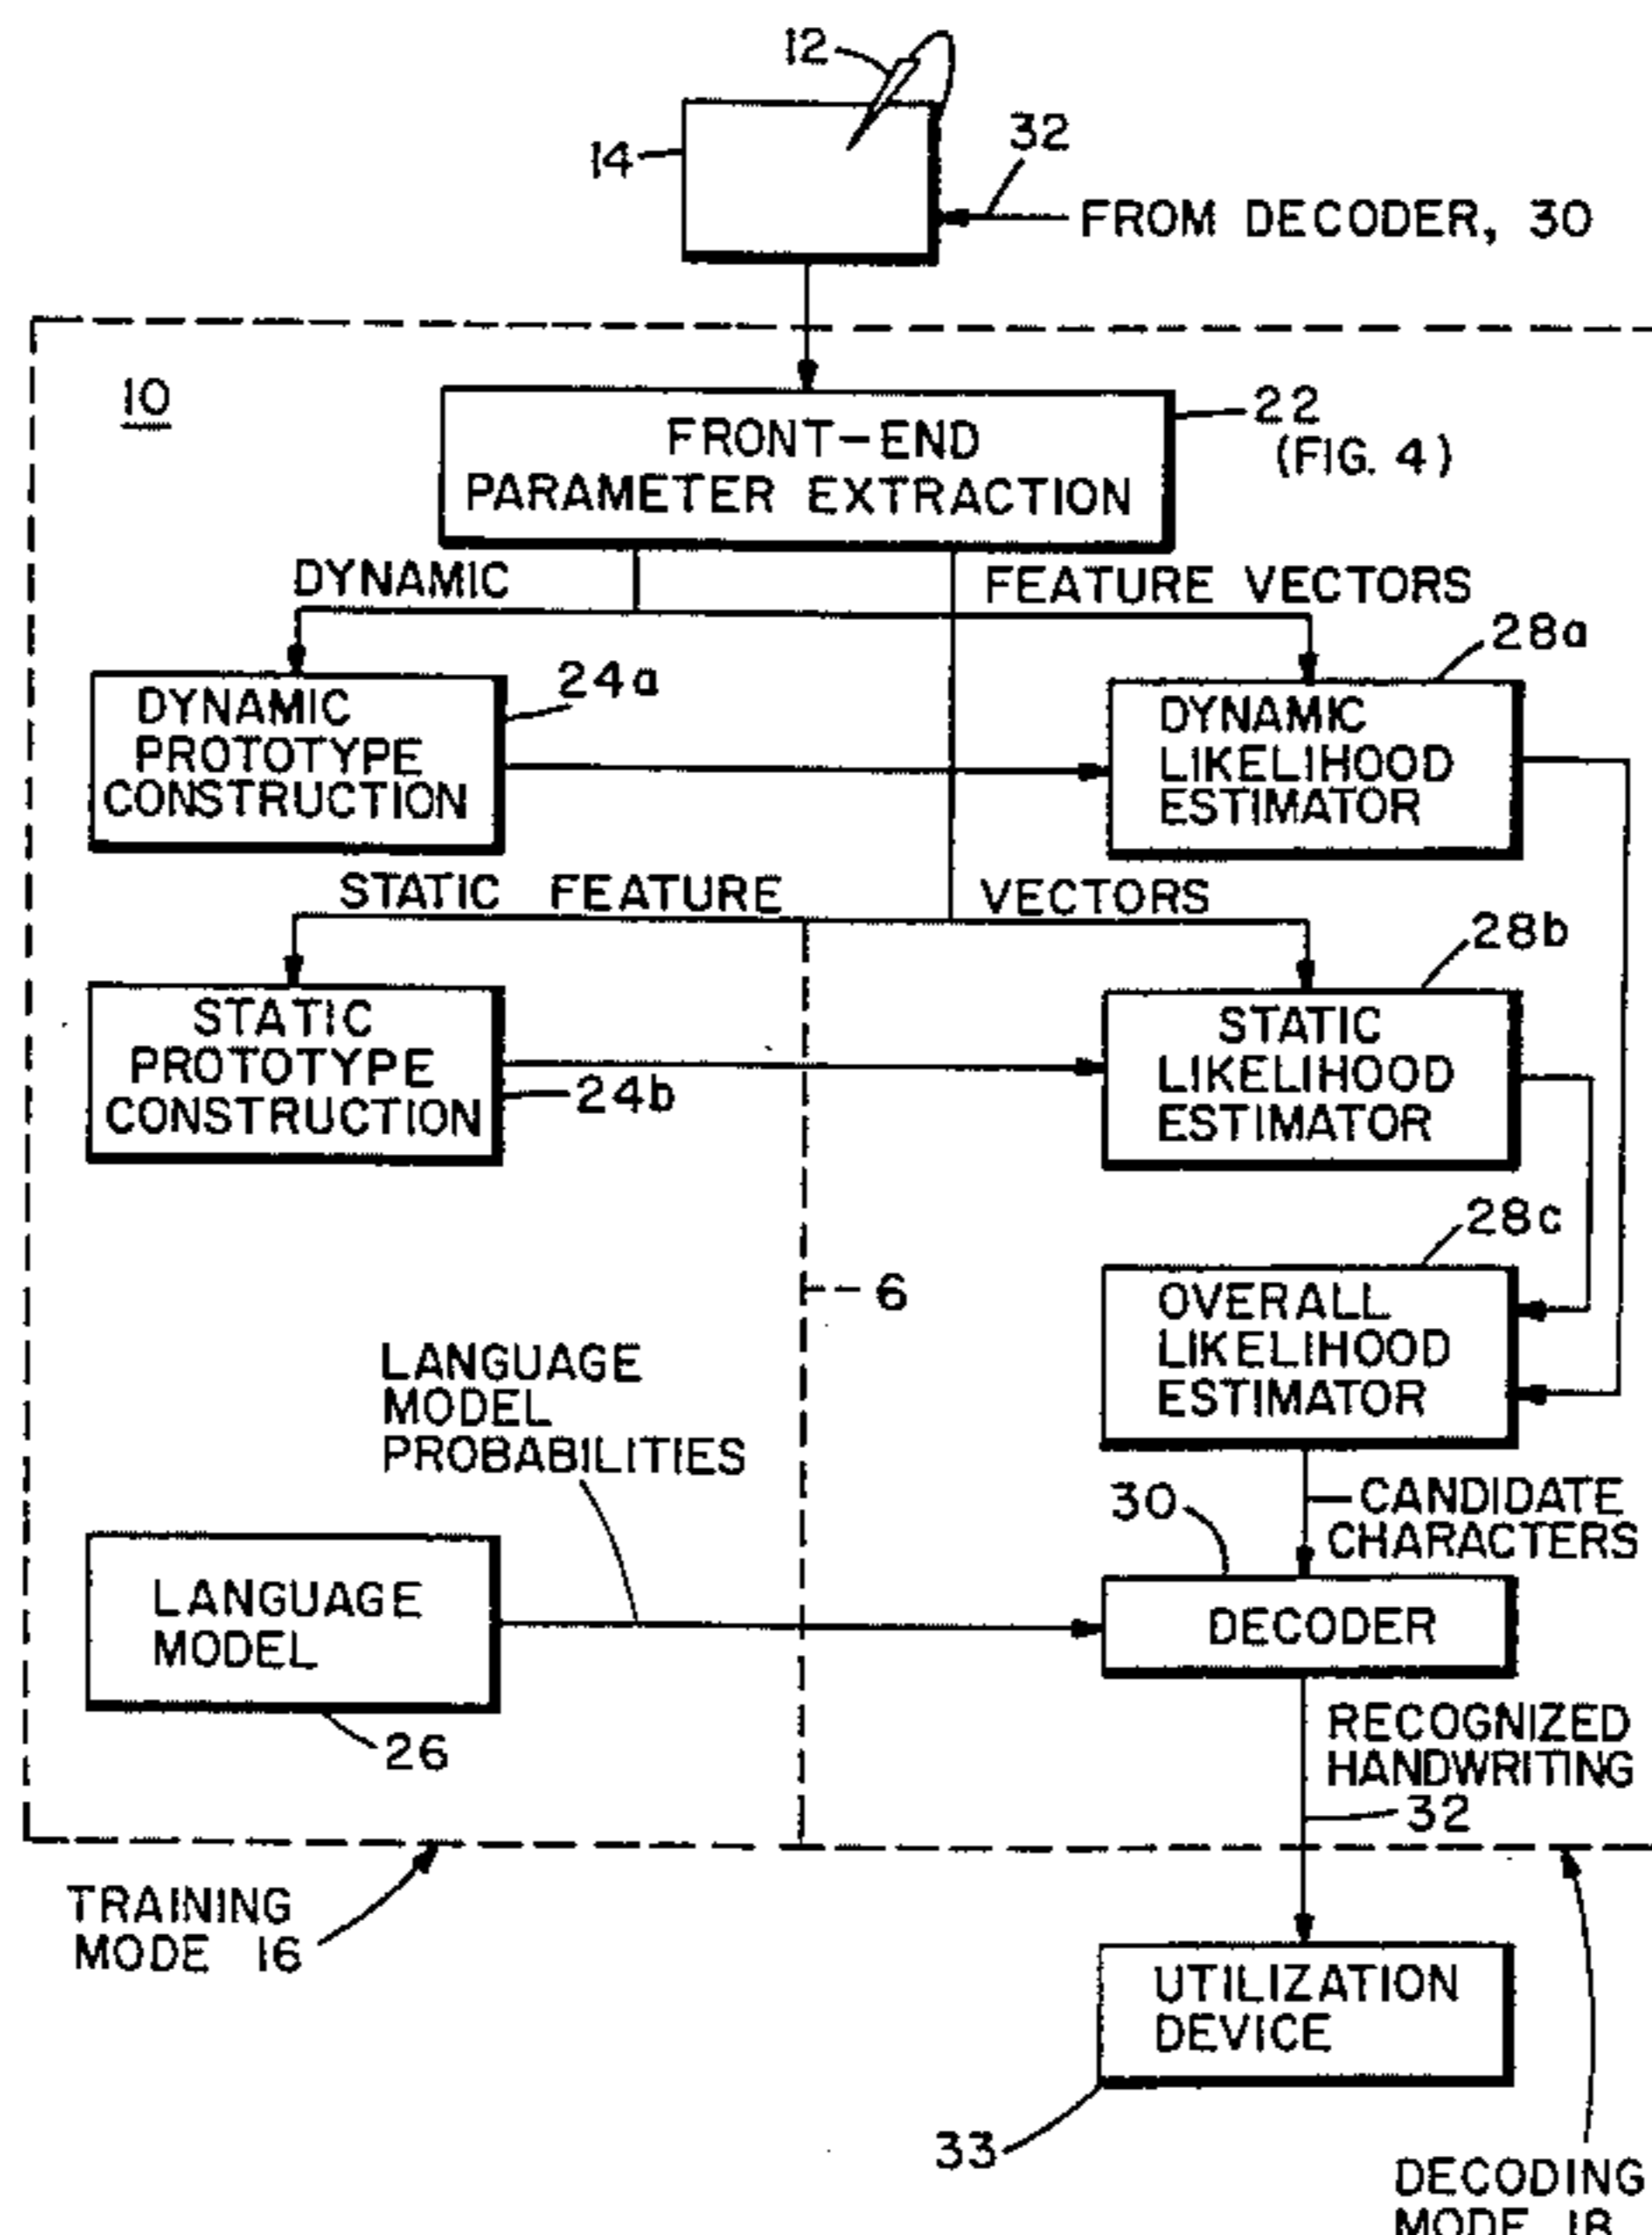 12
14
32
FROM DECODER, 30
10
FRONT-END
PARAMETER EXTRACTION
22
(FIG. 4)
DYNAMIC FEATURE VECTORS
24a
28a
DYNAMIC
PROTOTYPE
CONSTRUCTION
DYNAMIC
LIKELIHOOD
ESTIMATOR
STATIC FEATURE VECTORS
28b
STATIC
PROTOTYPE
CONSTRUCTION
24b
STATIC
LIKELIHOOD
ESTIMATOR
28c
6
OVERALL
LIKELIHOOD
ESTIMATOR
LANGUAGE
MODEL
PROBABILITIES
30
CANDIDATE
CHARACTERS
LANGUAGE
MODEL
26
DECODER
RECOGNIZED
HANDWRITING
32
TRAINING
MODE 16
UTILIZATION
DEVICE
33
DECODING
MODE 18